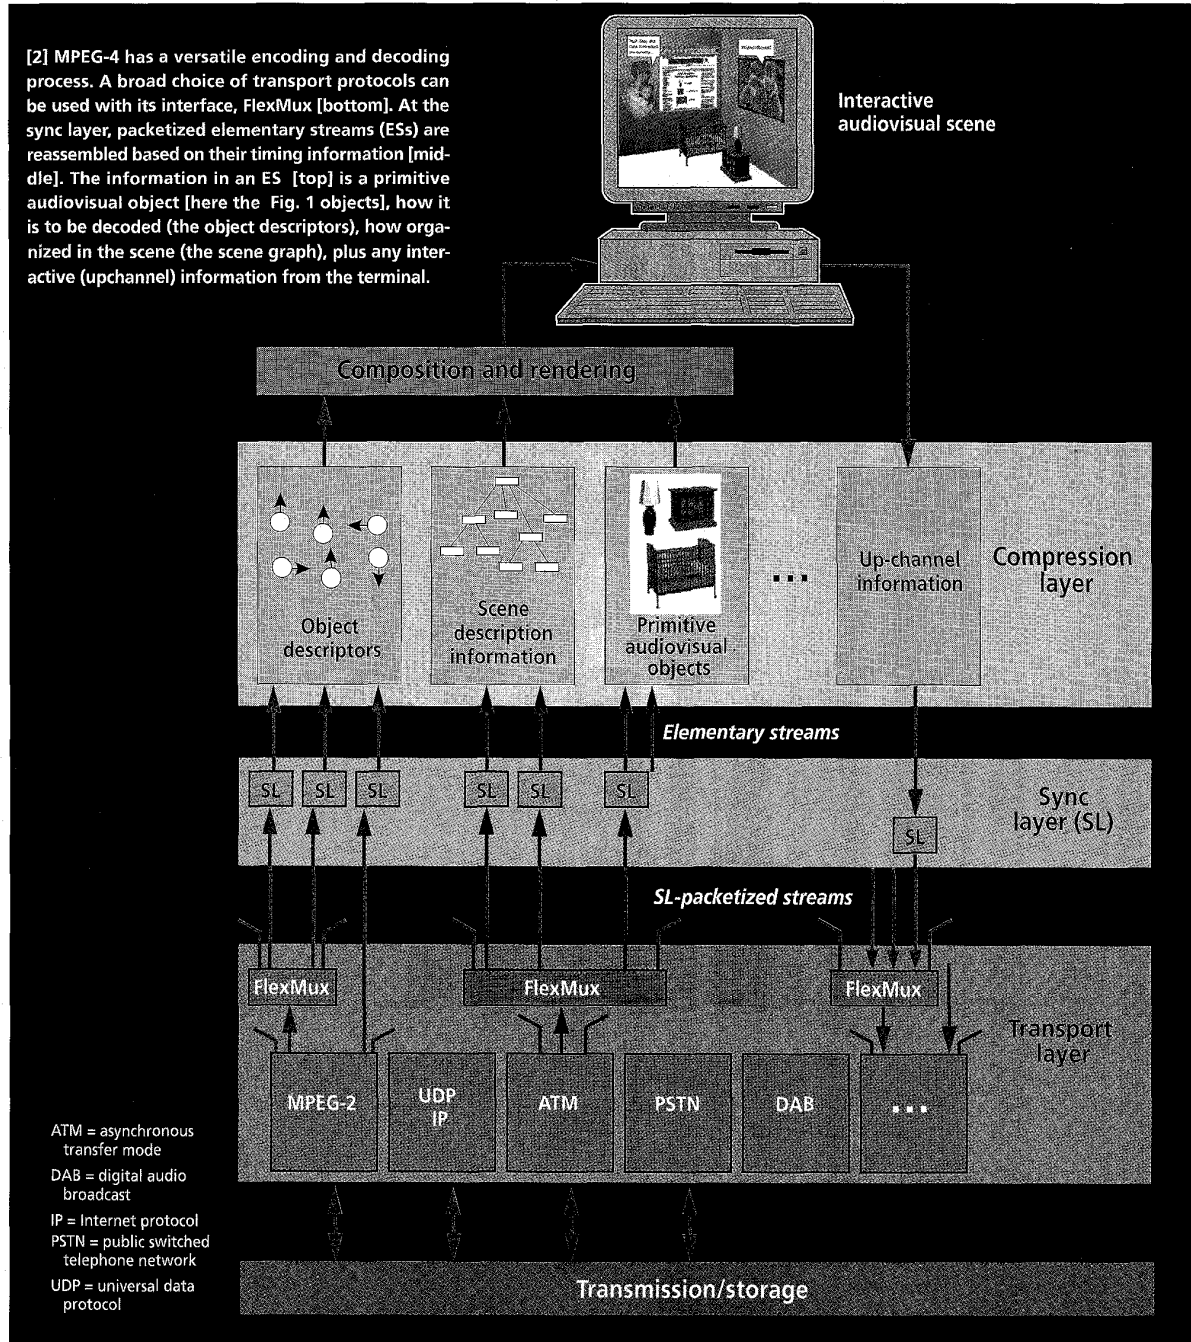 [2] MPEG-4 has a versatile encoding and decoding
process. A broad choice of transport protocols can
be used with its interface, FlexMux [bottom]. At the
sync layer, packetized elementary streams (ESs) are
reassembled based on their timing information [mid-
dle]. The information in an ES [top] is a primitive
audiovisual object [here the Fig. 1 objects], how it
is to be decoded (the object descriptors), how orga-
nized in the scene (the scene graph), plus any inter-
active (upchannel) information from the terminal.
Interactive
audiovisual scene
Composition and rendering
Object
descriptors
Scene
description
information
Primitive
audiovisual
objects
...
Up-channel
information
Compression
layer
Elementary streams
SL
SL
SL
SL
SL
SL
SL
Sync
layer (SL)
SL-packetized streams
FlexMux
FlexMux
FlexMux
Transport
layer
MPEG-2
UDP
IP
ATM
PSTN
DAB
...
ATM = asynchronous
transfer mode
DAB = digital audio
broadcast
IP = Internet protocol
PSTN = public switched
telephone network
UDP = universal data
protocol
Transmission/storage